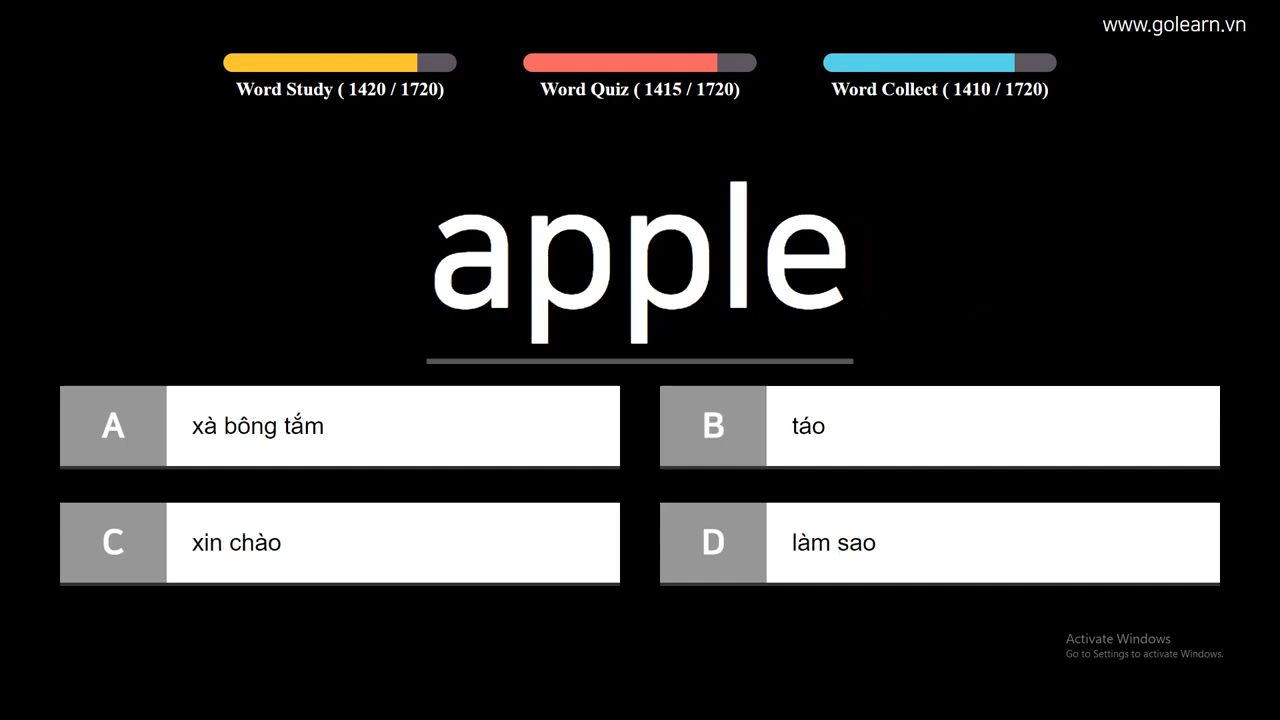 www.golearn.vn
Word Study ( 1420 / 1720)
Word Quiz ( 1415 / 1720)
Word Collect ( 1410 / 1720)
apple
A xà bông tắm
B táo
C xin chào
D làm sao
Activate Windows
Go to Settings to activate Windows.